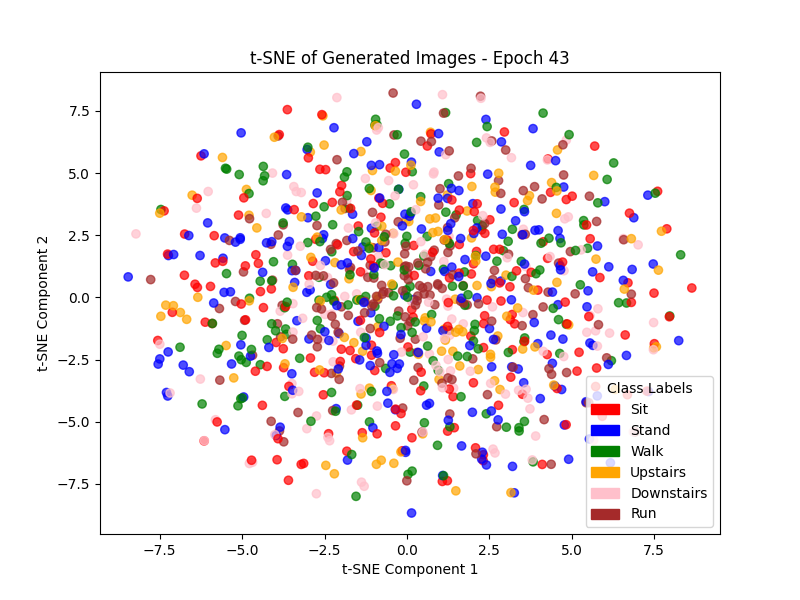 t-SNE of Generated Images - Epoch 43
t-SNE Component 2
7.5
5.0
2.5
0.0
−2.5
−5.0
−7.5
Class Labels
Sit
Stand
Walk
Upstairs
Downstairs
Run
−7.5 −5.0 −2.5 0.0 2.5 5.0 7.5
t-SNE Component 1